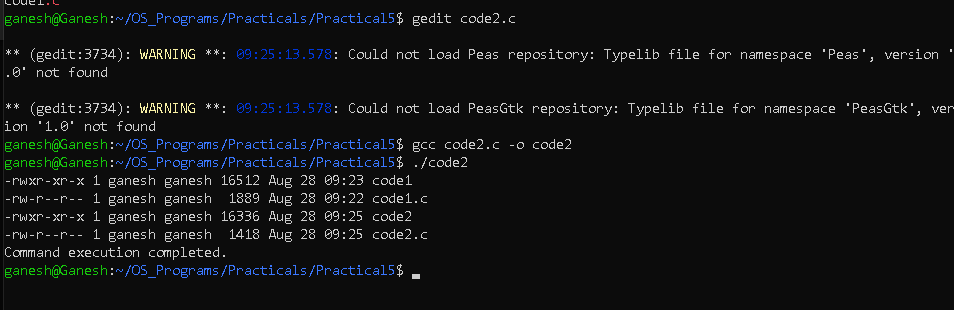 code1.c
ganesh@Ganesh:~/OS_Programs/Practicals/Practical5$ gedit code2.c
** (gedit:3734): WARNING **: 09:25:13.578: Could not load Peas repository: Typelib file for namespace 'Peas', version '
.0' not found
** (gedit:3734): WARNING **: 09:25:13.578: Could not load PeasGtk repository: Typelib file for namespace 'PeasGtk', ver
ion '1.0' not found
ganesh@Ganesh:~/OS_Programs/Practicals/Practical5$ gcc code2.c -o code2
ganesh@Ganesh:~/OS_Programs/Practicals/Practical5$ ./code2
-rwxr-xr-x 1 ganesh ganesh 16512 Aug 28 09:23 code1
-rw-r--r-- 1 ganesh ganesh  1889 Aug 28 09:22 code1.c
-rwxr-xr-x 1 ganesh ganesh 16336 Aug 28 09:25 code2
-rw-r--r-- 1 ganesh ganesh  1418 Aug 28 09:25 code2.c
Command execution completed.
ganesh@Ganesh:~/OS_Programs/Practicals/Practical5$